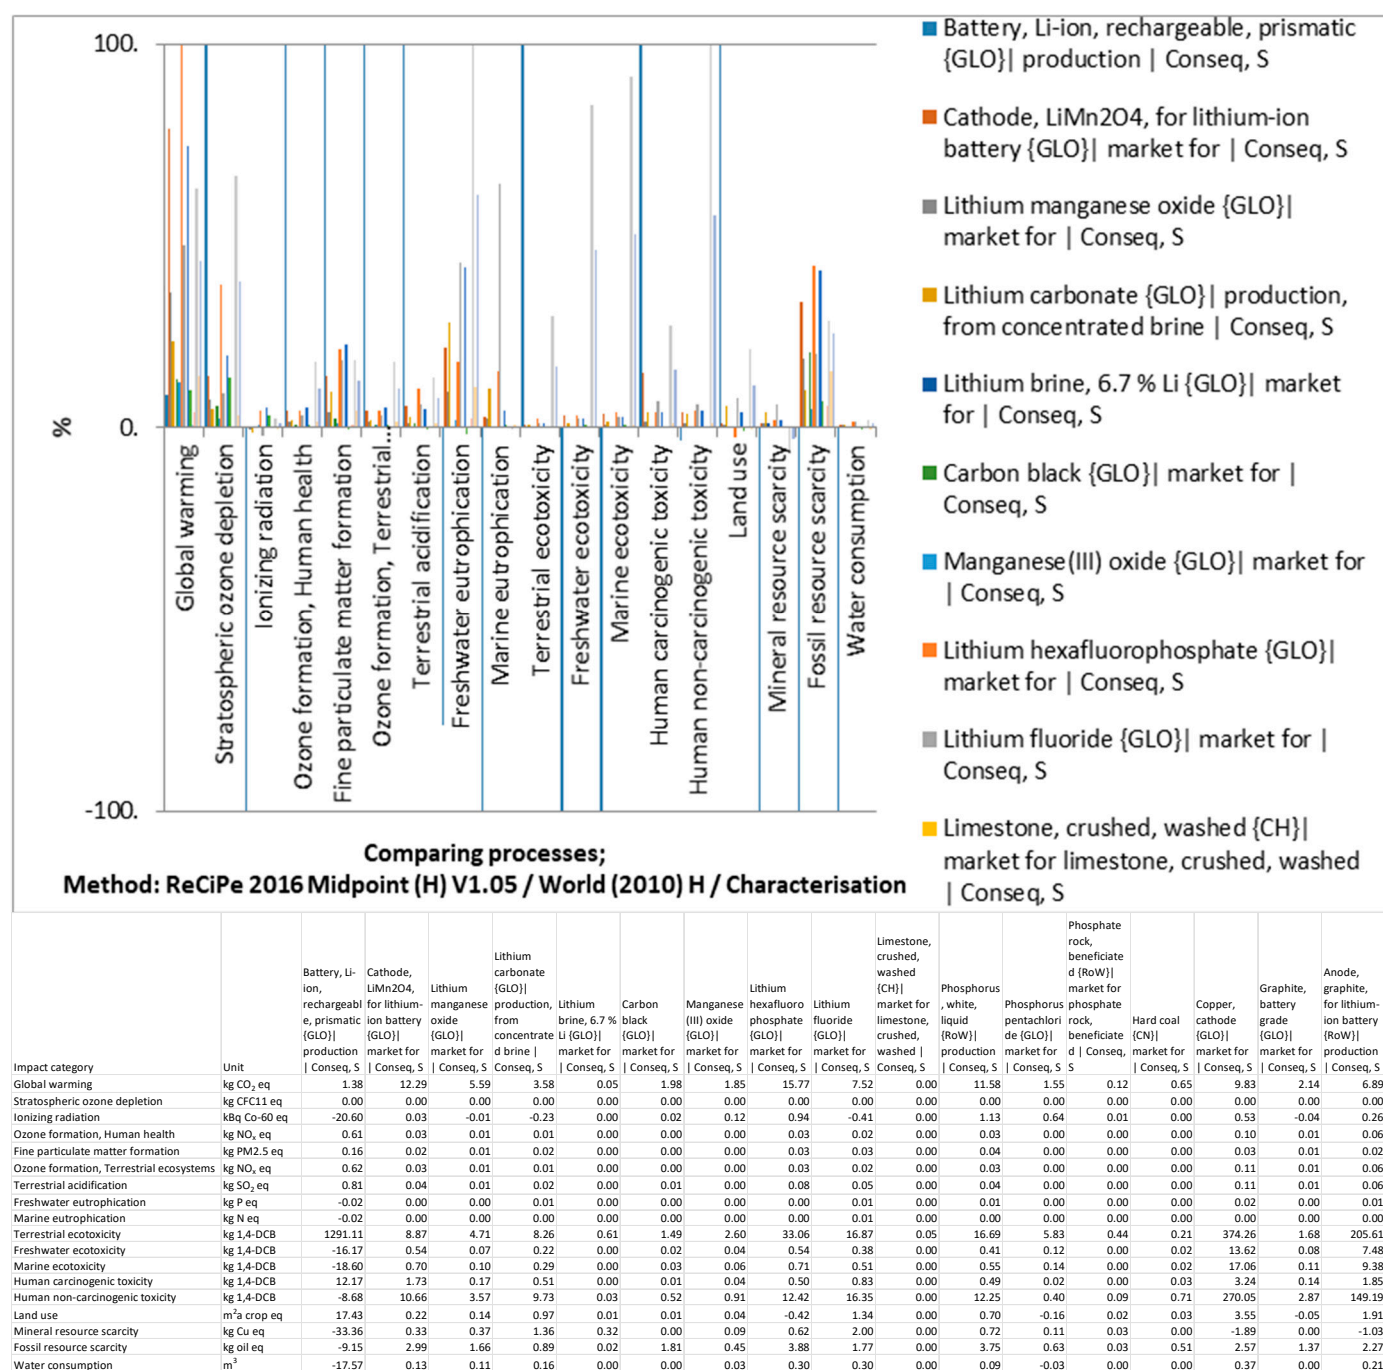 100.
0.
-100.
%
Global warming
Stratospheric ozone depletion
Ionizing radiation
Ozone formation, Human health
Fine particulate matter formation
Ozone formation, Terrestrial...
Terrestrial acidification
Freshwater eutrophication
Marine eutrophication
Terrestrial ecotoxicity
Freshwater ecotoxicity
Marine ecotoxicity
Human carcinogenic toxicity
Human non-carcinogenic toxicity
Land use
Mineral resource scarcity
Fossil resource scarcity
Water consumption
Comparing processes;
Method: ReCiPe 2016 Midpoint (H) V1.05 / World (2010) H / Characterisation
Battery, Li-ion, rechargeable, prismatic
{GLO}| production | Conseq, S
Cathode, LiMn2O4, for lithium-ion
battery {GLO}| market for | Conseq, S
Lithium manganese oxide {GLO}|
market for | Conseq, S
Lithium carbonate {GLO}| production,
from concentrated brine | Conseq, S
Lithium brine, 6.7 % Li {GLO}| market
for | Conseq, S
Carbon black {GLO}| market for |
Conseq, S
Manganese(III) oxide {GLO}| market for
| Conseq, S
Lithium hexafluorophosphate {GLO}|
market for | Conseq, S
Lithium fluoride {GLO}| market for |
Conseq, S
Limestone, crushed, washed {CH}|
market for limestone, crushed, washed
| Conseq, S
Impact category
Unit
Battery, Li-
ion,
rechargeabl
e, prismatic
{GLO}|
production
| Conseq, S
Cathode,
LiMn2O4,
for lithium-
ion battery
{GLO}|
market for
| Conseq, S
Lithium
manganese
oxide
{GLO}|
market for
| Conseq, S
Lithium
carbonate
{GLO}|
production,
from
concentrate
d brine |
Conseq, S
Lithium
brine, 6.7 %
Li {GLO}|
market for
| Conseq, S
Carbon
black
{GLO}|
market for
| Conseq, S
Manganese
(III) oxide
{GLO}|
market for
| Conseq, S
Lithium
hexafluoro
phosphate
{GLO}|
market for
| Conseq, S
Lithium
fluoride
{GLO}|
market for
| Conseq, S
Limestone,
crushed,
washed
{CH}|
market for
limestone,
crushed,
washed |
Conseq, S
Phosphorus
, white,
liquid
{RoW}|
production
| Conseq, S
Phosphorus
pentachlori
de {GLO}|
market for
| Conseq, S
Phosphate
rock,
beneficiate
d {RoW}|
market for
phosphate
rock,
beneficiate
d | Conseq,
S
Hard coal
{CN}|
market for
| Conseq, S
Copper,
cathode
{GLO}|
market for
| Conseq, S
Graphite,
battery
grade
{GLO}|
market for
| Conseq, S
Anode,
graphite,
for lithium-
ion battery
{RoW}|
production
| Conseq, S
Global warming kg CO₂ eq 1.38 12.29 5.59 3.58 0.05 1.98 1.85 15.77 7.52 0.00 11.58 1.55 0.12 0.65 9.83 2.14 6.89
Stratospheric ozone depletion kg CFC11 eq 0.00 0.00 0.00 0.00 0.00 0.00 0.00 0.00 0.00 0.00 0.00 0.00 0.00 0.00 0.00 0.00 0.00
Ionizing radiation kBq Co-60 eq -20.60 0.03 -0.01 -0.23 0.00 0.02 0.12 0.94 -0.41 0.00 1.13 0.64 0.01 0.00 0.53 -0.04 0.26
Ozone formation, Human health kg NOₓ eq 0.61 0.03 0.01 0.01 0.00 0.00 0.00 0.03 0.02 0.00 0.03 0.00 0.00 0.00 0.10 0.01 0.06
Fine particulate matter formation kg PM2.5 eq 0.16 0.02 0.01 0.02 0.00 0.00 0.00 0.03 0.03 0.00 0.04 0.00 0.00 0.00 0.03 0.01 0.02
Ozone formation, Terrestrial ecosystems kg NOₓ eq 0.62 0.03 0.01 0.01 0.00 0.00 0.00 0.03 0.02 0.00 0.03 0.00 0.00 0.00 0.11 0.01 0.06
Terrestrial acidification kg SO₂ eq 0.81 0.04 0.01 0.02 0.00 0.01 0.00 0.08 0.05 0.00 0.04 0.00 0.00 0.00 0.11 0.01 0.06
Freshwater eutrophication kg P eq -0.02 0.00 0.00 0.01 0.00 0.00 0.00 0.00 0.01 0.00 0.01 0.00 0.00 0.00 0.02 0.00 0.01
Marine eutrophication kg N eq -0.02 0.00 0.00 0.00 0.00 0.00 0.00 0.00 0.01 0.00 0.00 0.00 0.00 0.00 0.00 0.00 0.00
Terrestrial ecotoxicity kg 1,4-DCB 1291.11 8.87 4.71 8.26 0.61 1.49 2.60 33.06 16.87 0.05 16.69 5.83 0.44 0.21 374.26 1.68 205.61
Freshwater ecotoxicity kg 1,4-DCB -16.17 0.54 0.07 0.22 0.00 0.02 0.04 0.54 0.38 0.00 0.41 0.12 0.00 0.02 13.62 0.08 7.48
Marine ecotoxicity kg 1,4-DCB -18.60 0.70 0.10 0.29 0.00 0.03 0.06 0.71 0.51 0.00 0.55 0.14 0.00 0.02 17.06 0.11 9.38
Human carcinogenic toxicity kg 1,4-DCB 12.17 1.73 0.17 0.51 0.00 0.01 0.04 0.50 0.83 0.00 0.49 0.02 0.00 0.03 3.24 0.14 1.85
Human non-carcinogenic toxicity kg 1,4-DCB -8.68 10.66 3.57 9.73 0.03 0.52 0.91 12.42 16.35 0.00 12.25 0.40 0.09 0.71 270.05 2.87 149.19
Land use m²a crop eq 17.43 0.22 0.14 0.97 0.01 0.01 0.04 -0.42 1.34 0.00 0.70 -0.16 0.02 0.03 3.55 -0.05 1.91
Mineral resource scarcity kg Cu eq -33.36 0.33 0.37 1.36 0.32 0.00 0.09 0.62 2.00 0.00 0.72 0.11 0.03 0.00 -1.89 0.00 -1.03
Fossil resource scarcity kg oil eq -9.15 2.99 1.66 0.89 0.02 1.81 0.45 3.88 1.77 0.00 3.75 0.63 0.03 0.51 2.57 1.37 2.27
Water consumption m³ -17.57 0.13 0.11 0.16 0.00 0.00 0.03 0.30 0.30 0.00 0.09 -0.03 0.00 0.00 0.37 0.00 0.21